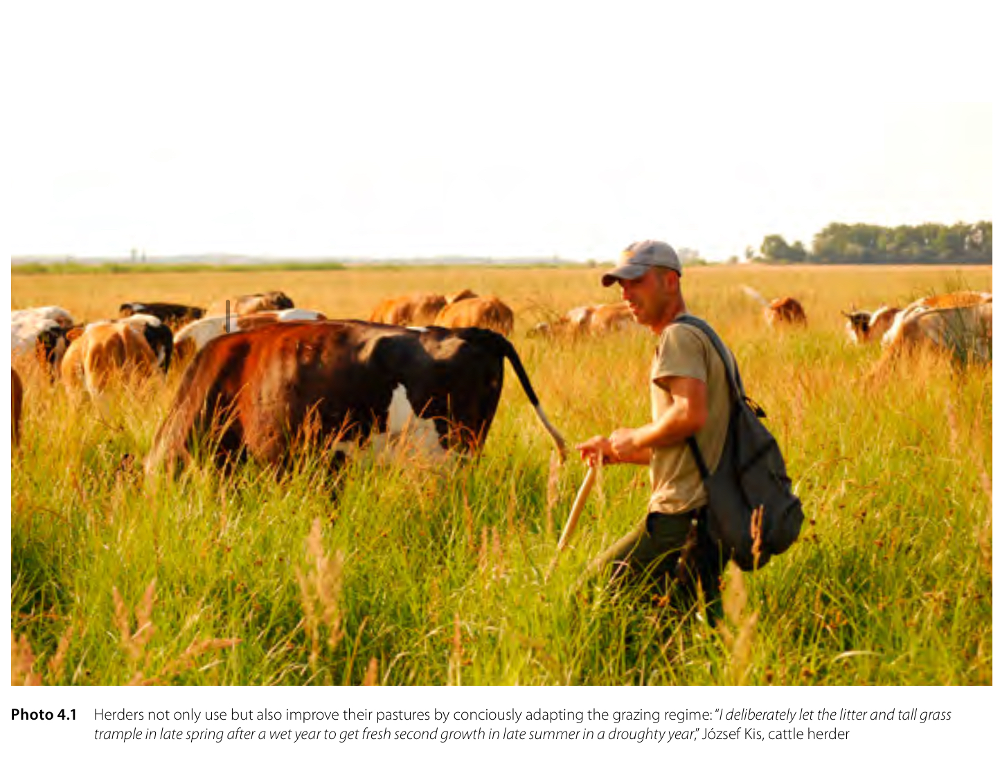 Photo 4.1 Herders not only use but also improve their pastures by conciously adapting the grazing regime: “I deliberately let the litter and tall grass
trample in late spring after a wet year to get fresh second growth in late summer in a droughty year,” József Kis, cattle herder